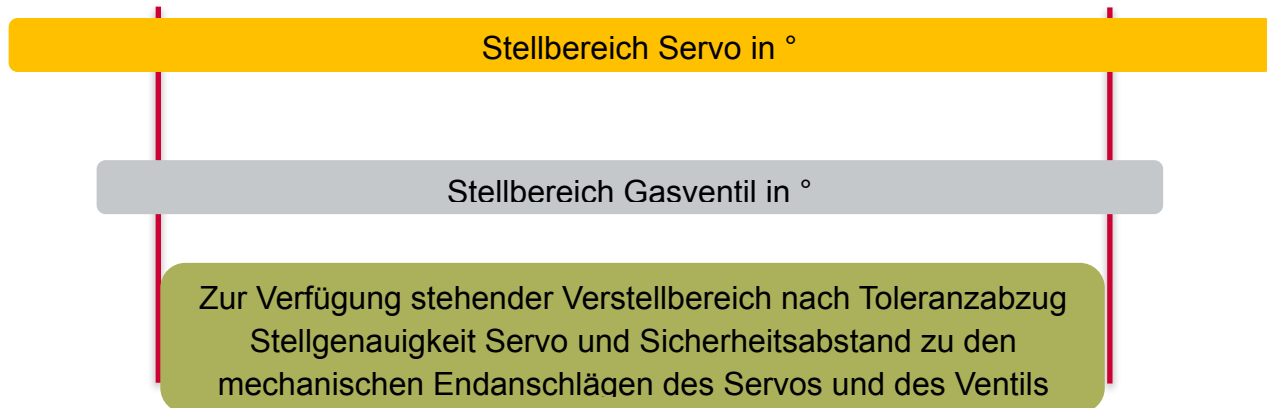 Stellbereich Servo in °
Stellbereich Gasventil in °
Zur Verfügung stehender Verstellbereich nach Toleranzabzug
Stellgenauigkeit Servo und Sicherheitsabstand zu den
mechanischen Endanschlägen des Servos und des Ventils